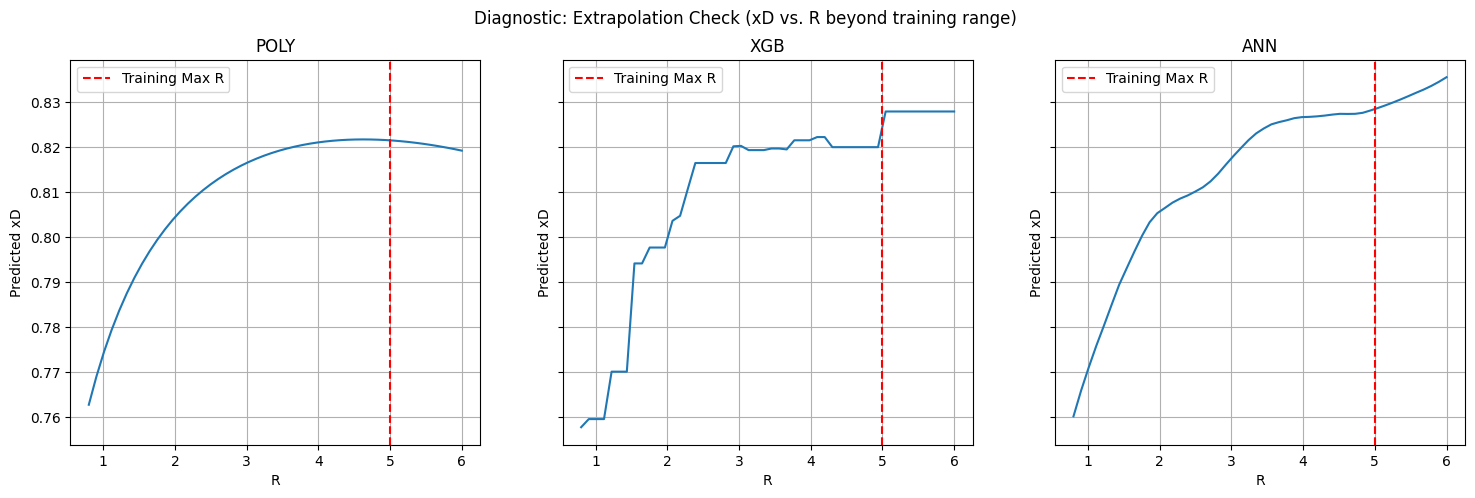 Diagnostic: Extrapolation Check (xD vs. R beyond training range)
POLY
Training Max R
Predicted xD
0.83
0.82
0.81
0.80
0.79
0.78
0.77
0.76
1 2 3 4 5 6
R
XGB
Training Max R
Predicted xD
1 2 3 4 5 6
R
ANN
Training Max R
Predicted xD
1 2 3 4 5 6
R